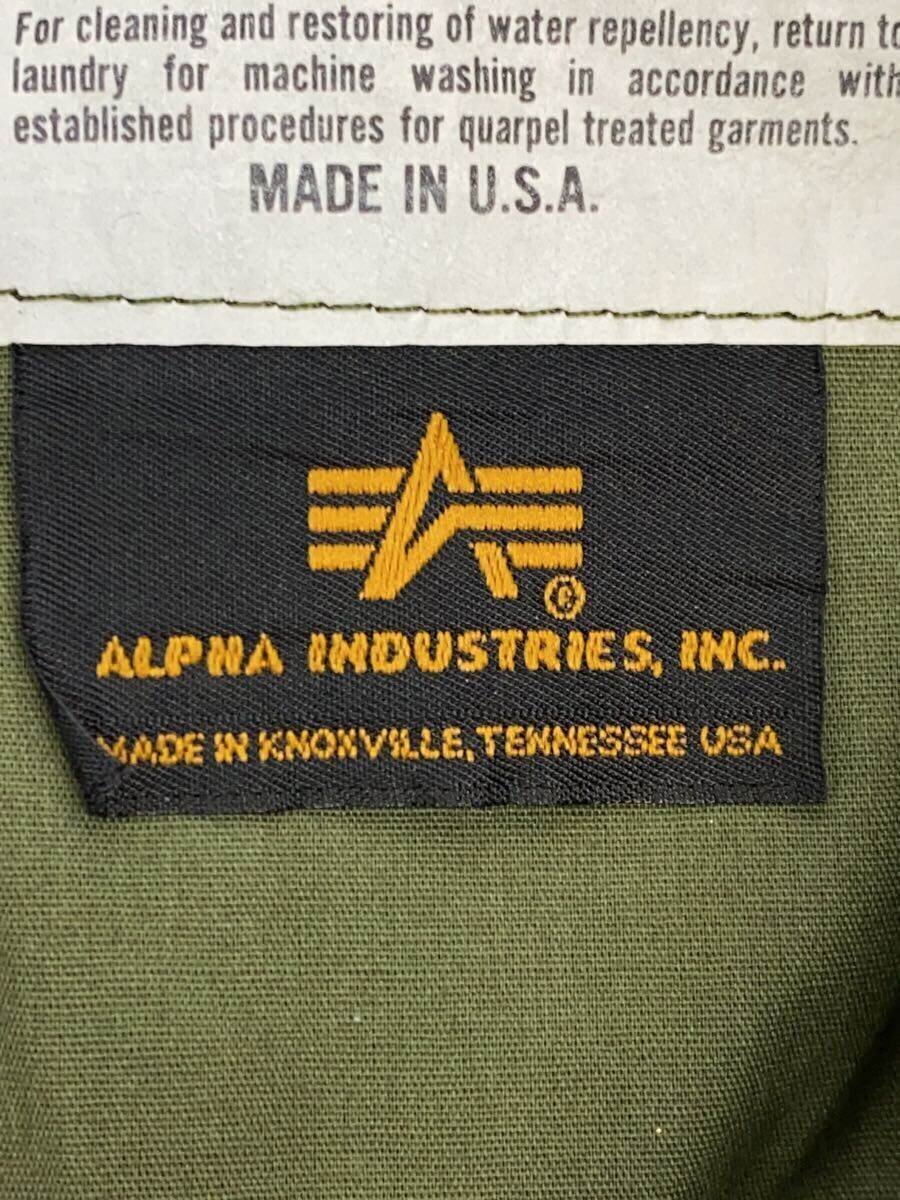 For cleaning and restoring of water repellency, return to
laundry for machine washing in accordance with
established procedures for quarpel treated garments.
MADE IN U.S.A.
ALPHA INDUSTRIES, INC.
MADE IN KNOXVILLE, TENNESSEE USA